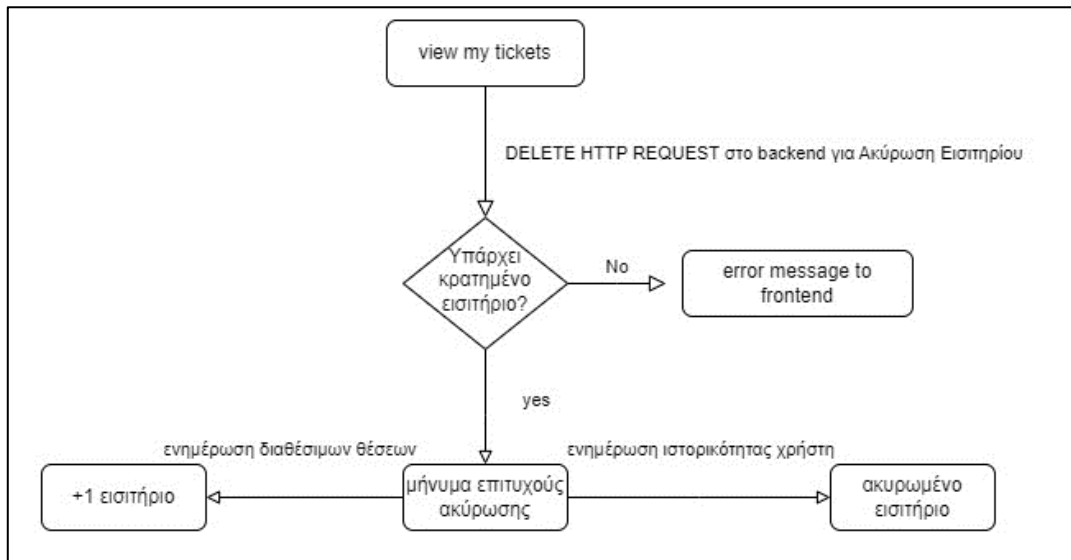 view my tickets
DELETE HTTP REQUEST στο backend για Ακύρωση Εισιτηρίου
Υπάρχει
κρατημένο
εισιτήριο?
No
error message to
frontend
yes
ενημέρωση διαθέσιμων θέσεων
ενημέρωση ιστορικότητας χρήστη
+1 εισιτήριο
μήνυμα επιτυχούς
ακύρωσης
ακυρωμένο
εισιτήριο